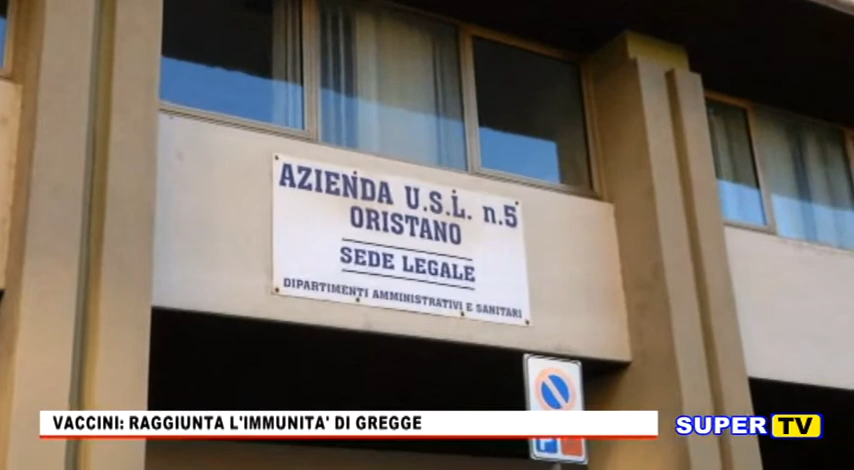 AZIENDA U.S.L. n.5
ORISTANO
SEDE LEGALE
DIPARTIMENTI AMMINISTRATIVI E SANITARI
VACCINI: RAGGIUNTA L'IMMUNITA' DI GREGGE
SUPER TV